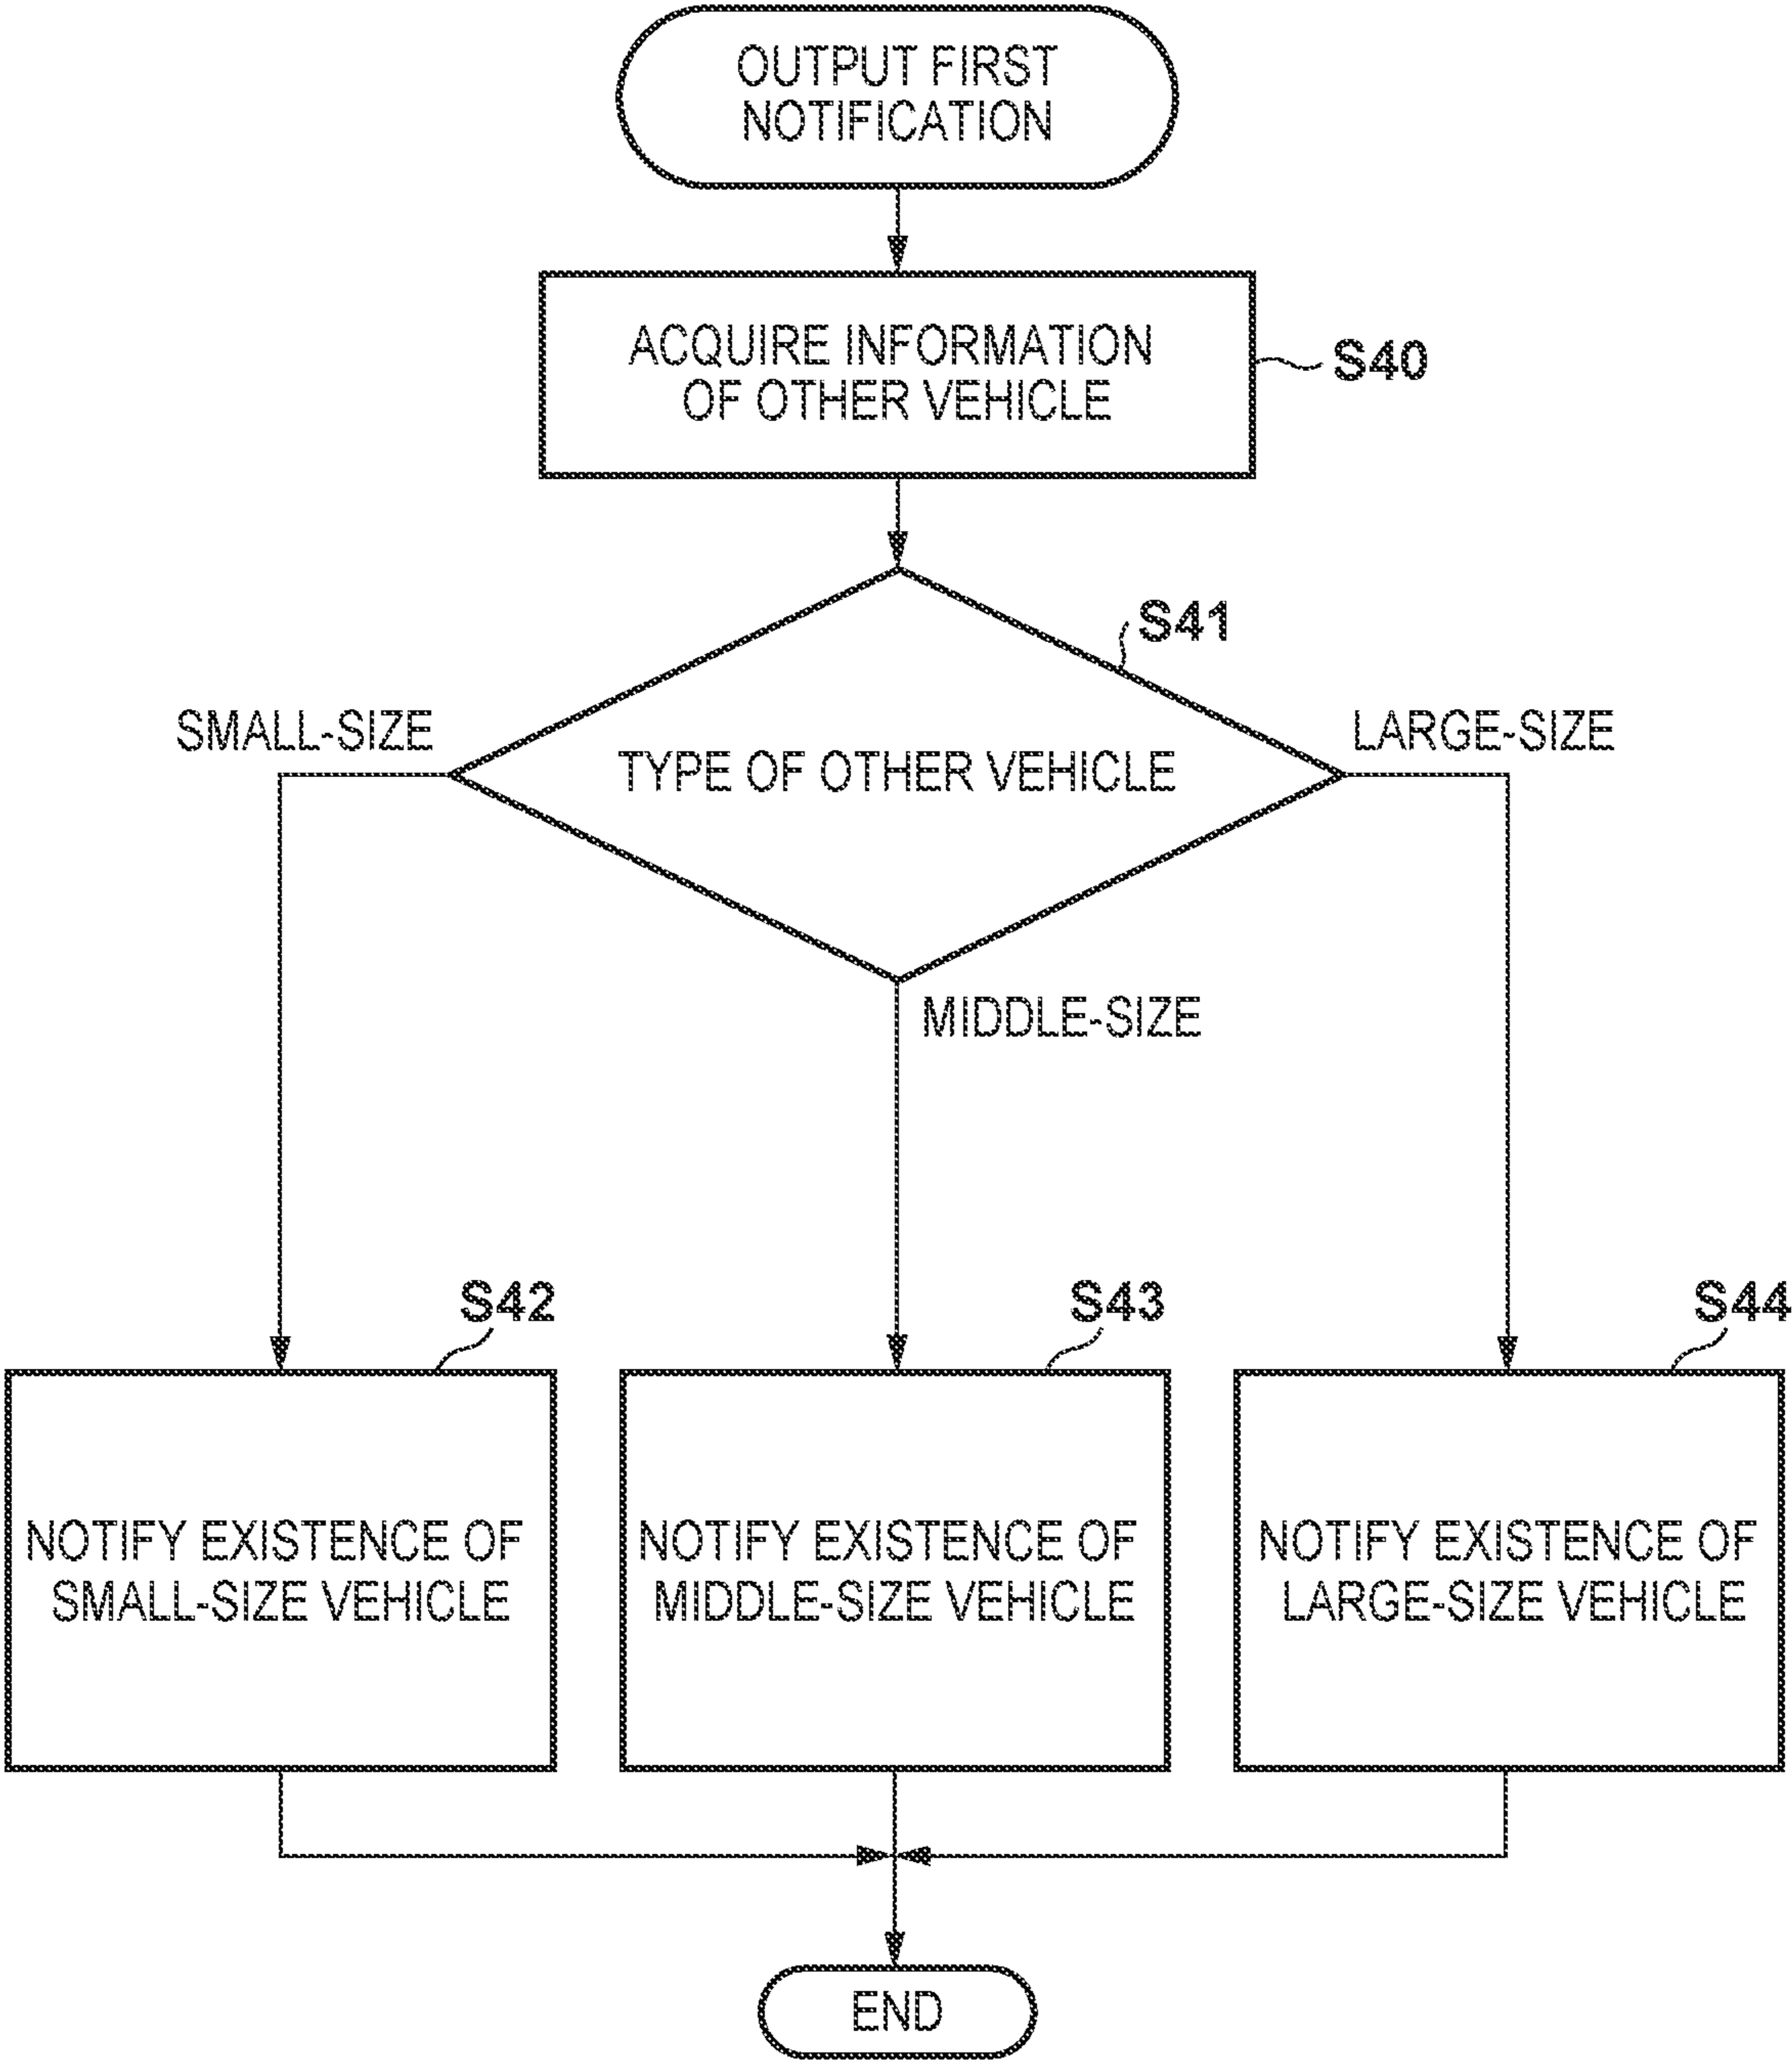 OUTPUT FIRST
NOTIFICATION
ACQUIRE INFORMATION
OF OTHER VEHICLE
S40
S41
SMALL-SIZE
LARGE-SIZE
TYPE OF OTHER VEHICLE
MIDDLE-SIZE
S42
S43
S44
NOTIFY EXISTENCE OF
SMALL-SIZE VEHICLE
NOTIFY EXISTENCE OF
MIDDLE-SIZE VEHICLE
NOTIFY EXISTENCE OF
LARGE-SIZE VEHICLE
END